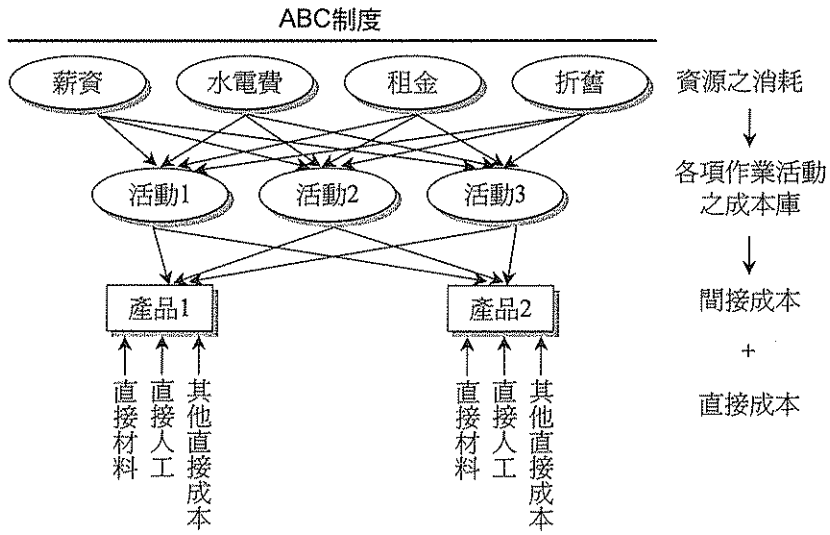 ABC制度
薪資
水電費
租金
折舊
資源之消耗
活動1
活動2
活動3
各項作業活動
之成本庫
產品1
產品2
間接成本
+
直接成本
直接材料
直接人工
其他直接成本
直接材料
直接人工
其他直接成本